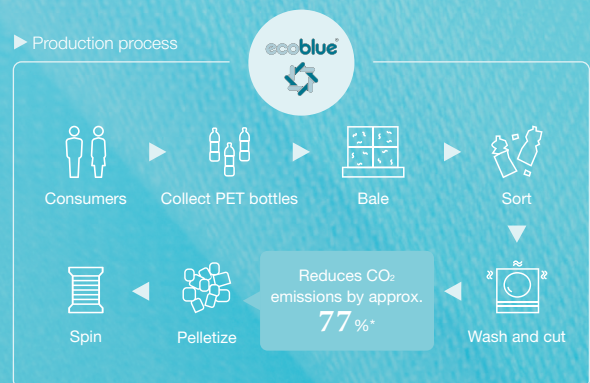 Production process
ecoblue®
Consumers
Collect PET bottles
Bale
Sort
Wash and cut
Reduces CO₂
emissions by approx.
77%*
Pelletize
Spin